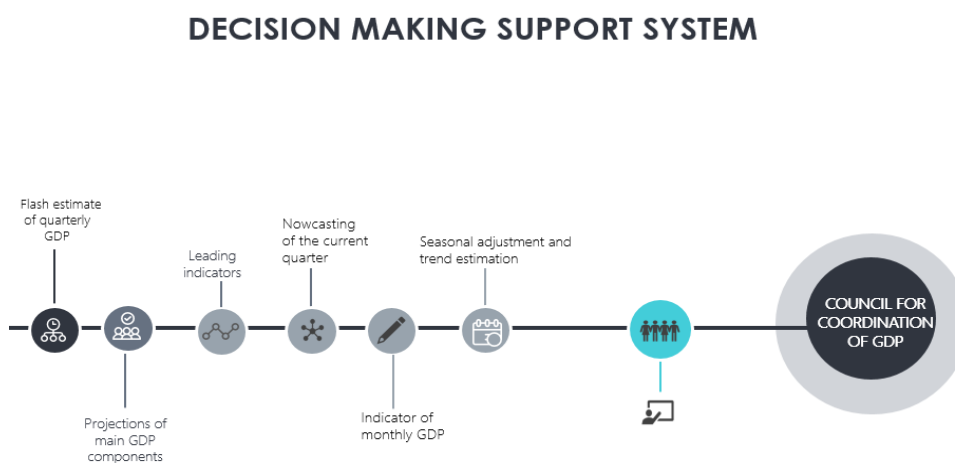 DECISION MAKING SUPPORT SYSTEM
Flash estimate
of quarterly
GDP
Projections of
main GDP
components
Leading
indicators
Nowcasting
of the current
quarter
Indicator of
monthly GDP
Seasonal adjustment and
trend estimation
COUNCIL FOR
COORDINATION
OF GDP